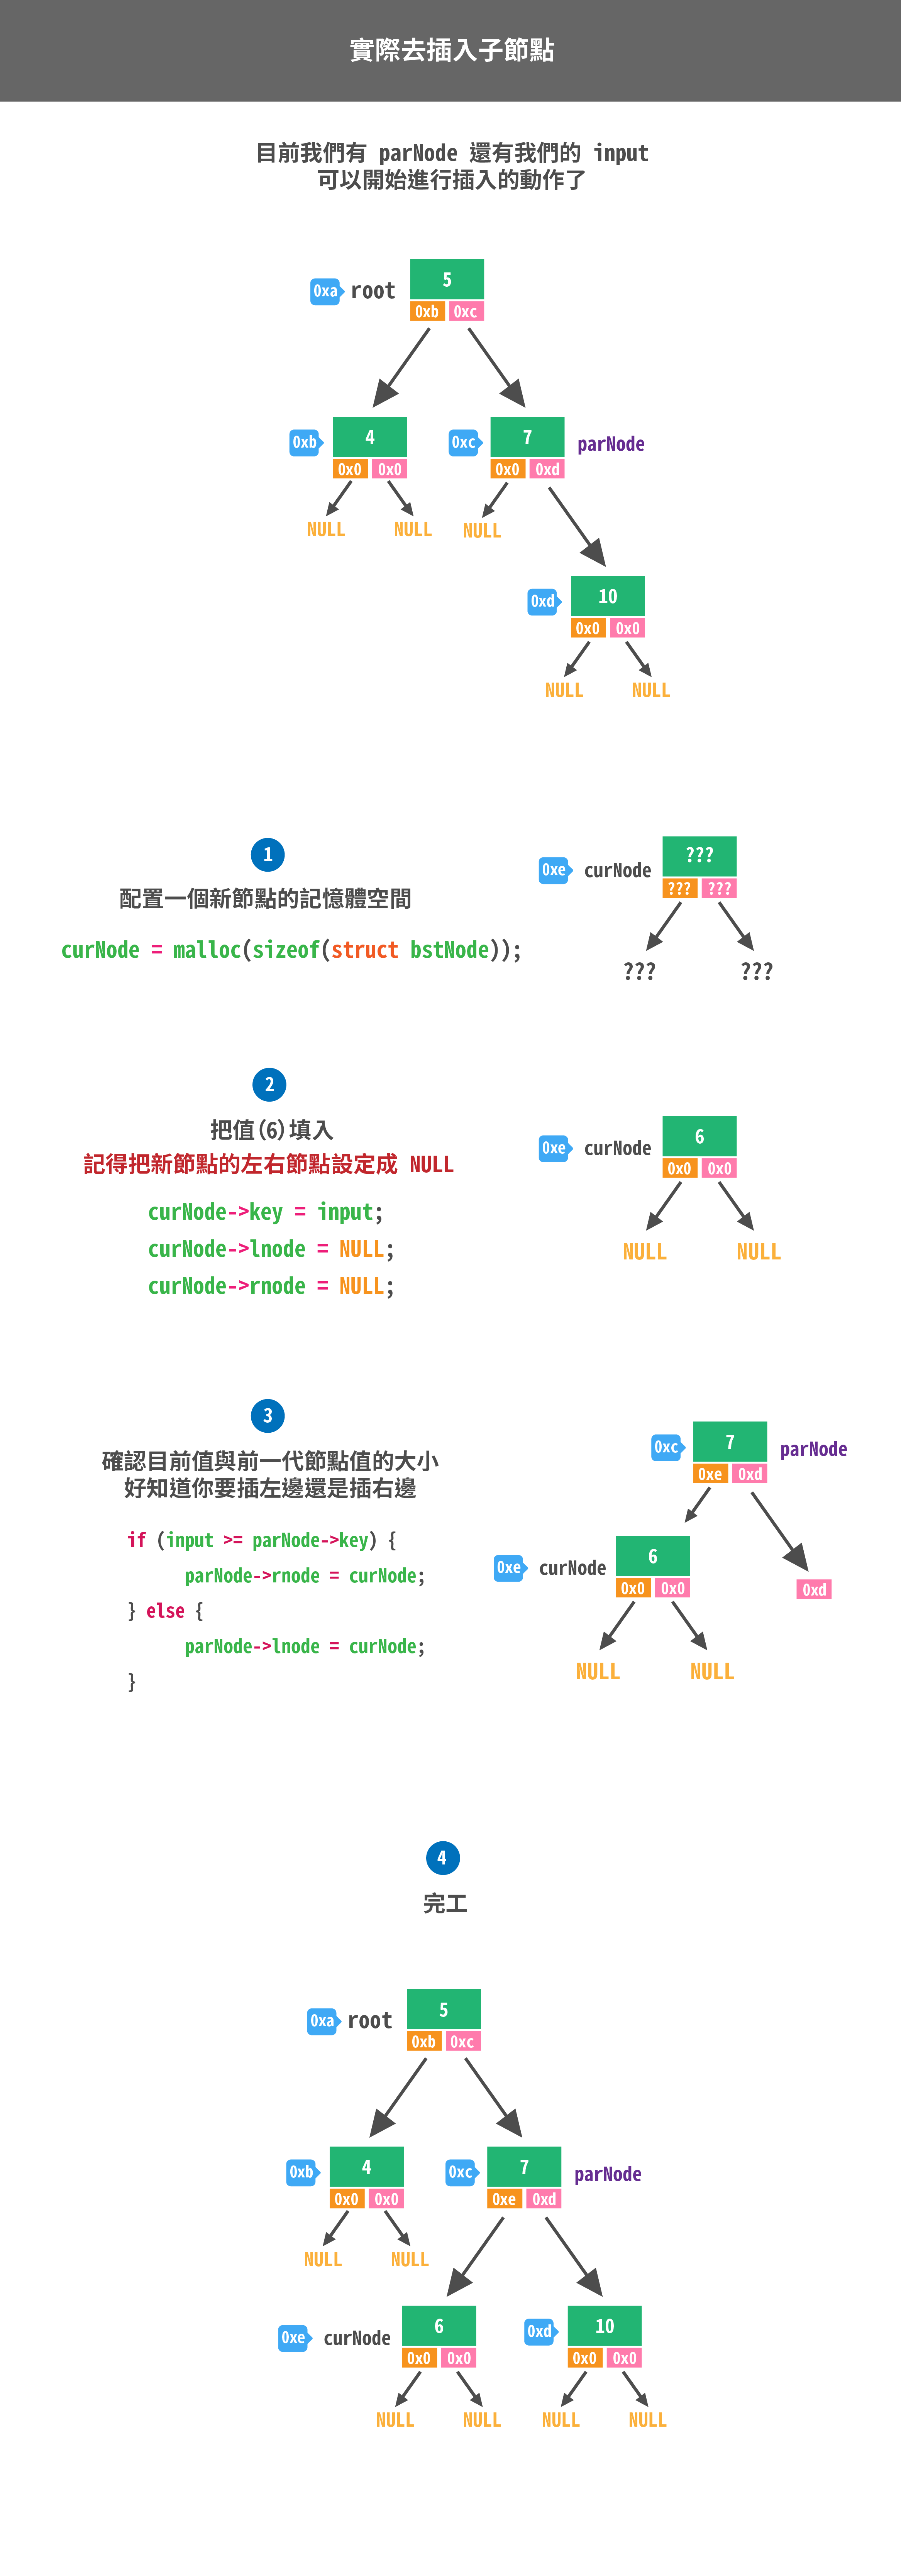 實際去插入子節點
目前我們有 parNode 還有我們的 input
可以開始進行插入的動作了
5
0xa root
0xb 0xc
0xb 4 0xc 7 parNode
0x0 0x0 0x0 0xd
NULL NULL NULL
0xd 10
0x0 0x0
NULL NULL
1
配置一個新節點的記憶體空間
curNode = malloc(sizeof(struct bstNode));
0xe curNode ???
??? ???
??? ???
2
把值(6)填入
記得把新節點的左右節點設定成 NULL
curNode->key = input;
curNode->lnode = NULL;
curNode->rnode = NULL;
0xe curNode 6
0x0 0x0
NULL NULL
3
確認目前值與前一代節點值的大小
好知道你要插左邊還是插右邊
if (input >= parNode->key) {
parNode->rnode = curNode;
} else {
parNode->lnode = curNode;
}
0xc 7 parNode
0xe 0xd
0xe curNode 6
0x0 0x0
0xd
NULL NULL
4
完工
5
0xa root
0xb 0xc
0xb 4 0xc 7 parNode
0x0 0x0 0xe 0xd
NULL NULL
0xe curNode 6 0xd 10
0x0 0x0 0x0 0x0
NULL NULL NULL NULL